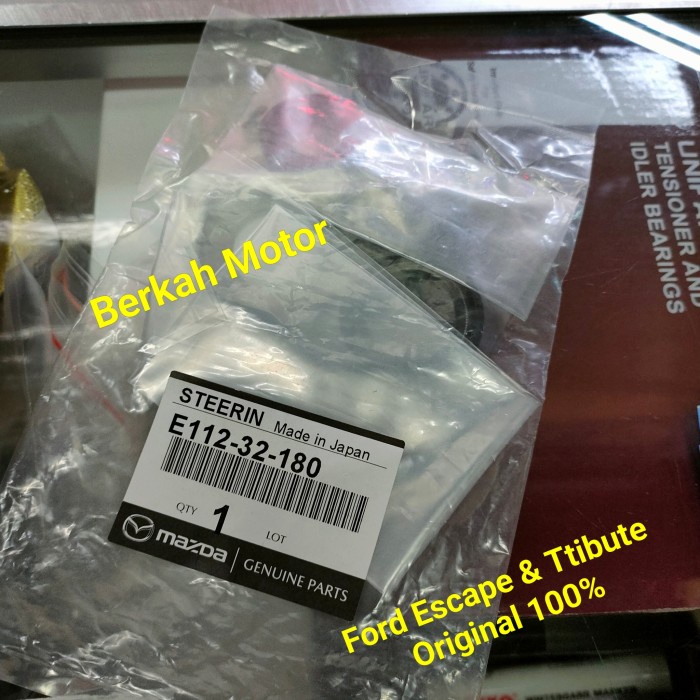 Berkah Motor
STEERIN Made in Japan
E112-32-180
QTY 1 LOT
mazda GENUINE PARTS
Ford Escape & Ttibute
Original 100%
TENSIONER AND
IDLER BEARINGS